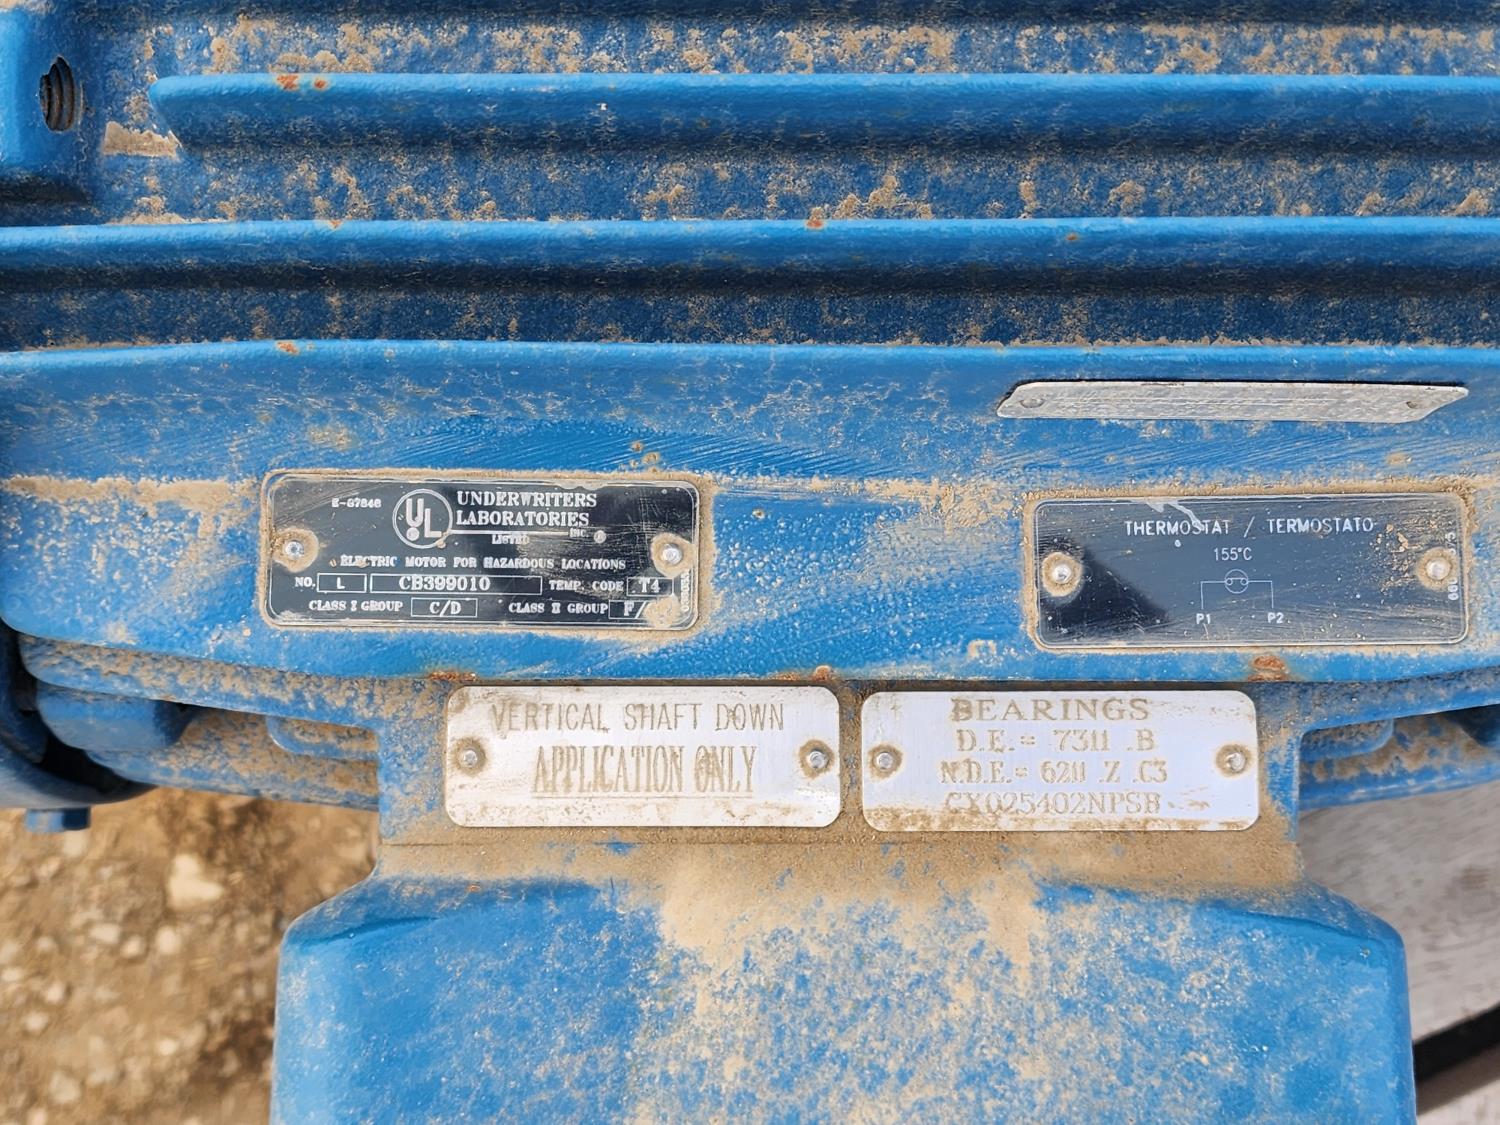 E-67848
UL
UNDERWRITERS
LABORATORIES
INC. ®
LISTED
ELECTRIC MOTOR FOR HAZARDOUS LOCATIONS
NO. L CB399010 TEMP. CODE T4
CLASS I GROUP C/D CLASS II GROUP F/
THERMOSTAT / TERMOSTATO
155°C
P1 P2
VERTICAL SHAFT DOWN
APPLICATION ONLY
BEARINGS
D.E.= 7311 .B
N.D.E.= 6211 .Z .C3
CX025402NPSB